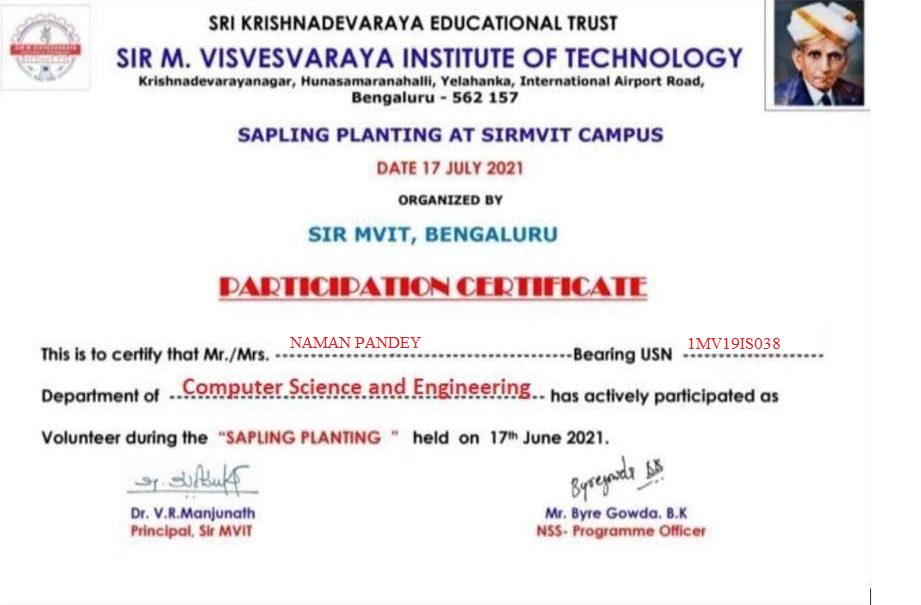 SRI KRISHNADEVARAYA EDUCATIONAL TRUST
SIR M. VISVESVARAYA INSTITUTE OF TECHNOLOGY
Krishnadevarayanagar, Hunasamaranahalli, Yelahanka, International Airport Road,
Bengaluru - 562 157
SAPLING PLANTING AT SIRMVIT CAMPUS
DATE 17 JULY 2021
ORGANIZED BY
SIR MVIT, BENGALURU
PARTICIPATION CERTIFICATE
This is to certify that Mr./Mrs. NAMAN PANDEY Bearing USN 1MV19IS038
Department of Computer Science and Engineering has actively participated as
Volunteer during the "SAPLING PLANTING " held on 17th June 2021.
Byregowda B.K
Dr. V.R.Manjunath Mr. Byre Gowda. B.K
Principal, Sir MVIT NSS- Programme Officer